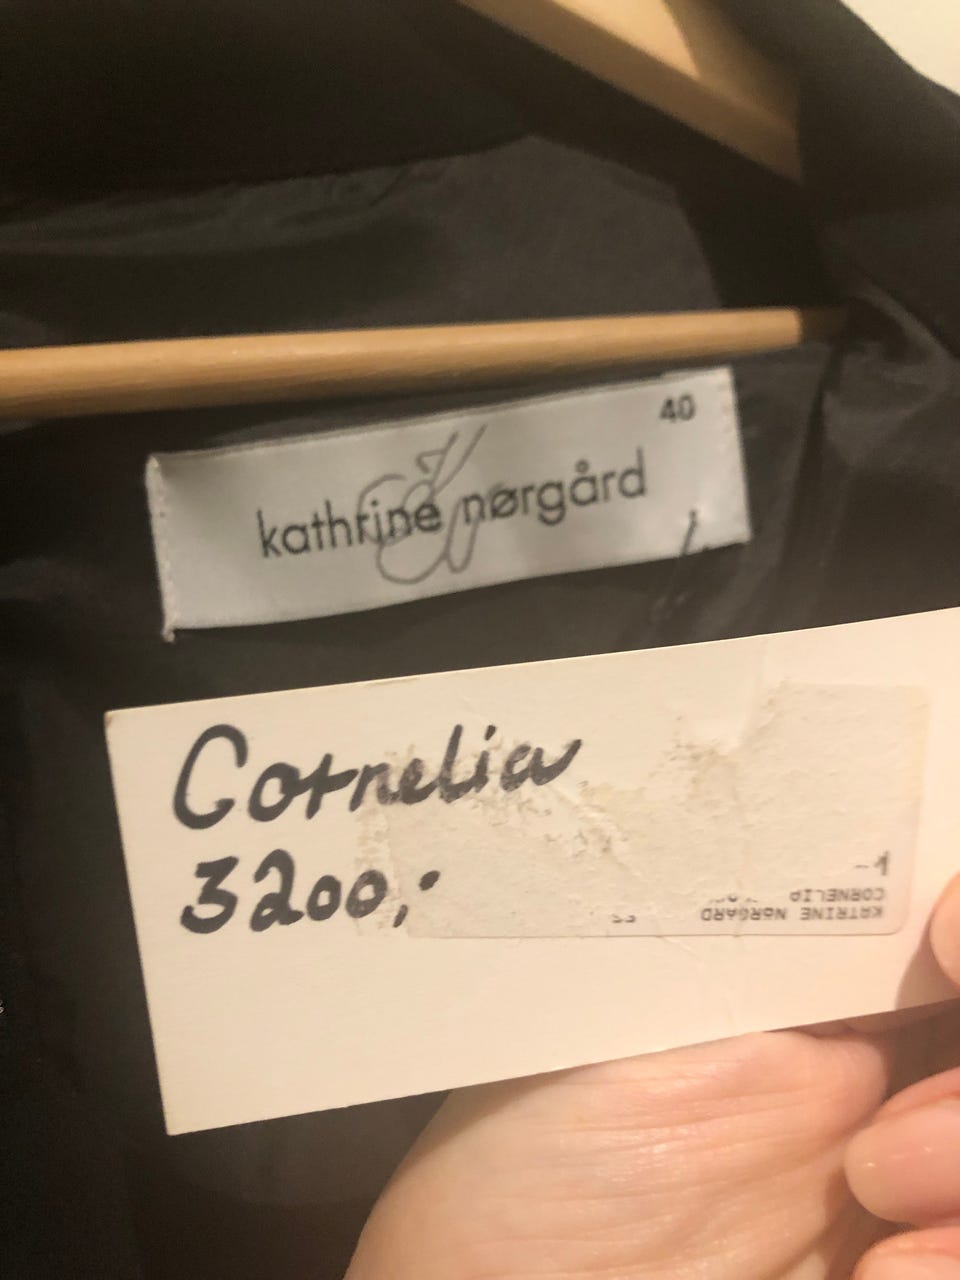 40
kathrine nørgård
Cornelia
3200,-
KATRINE NØRGÅRD
CORNELIA